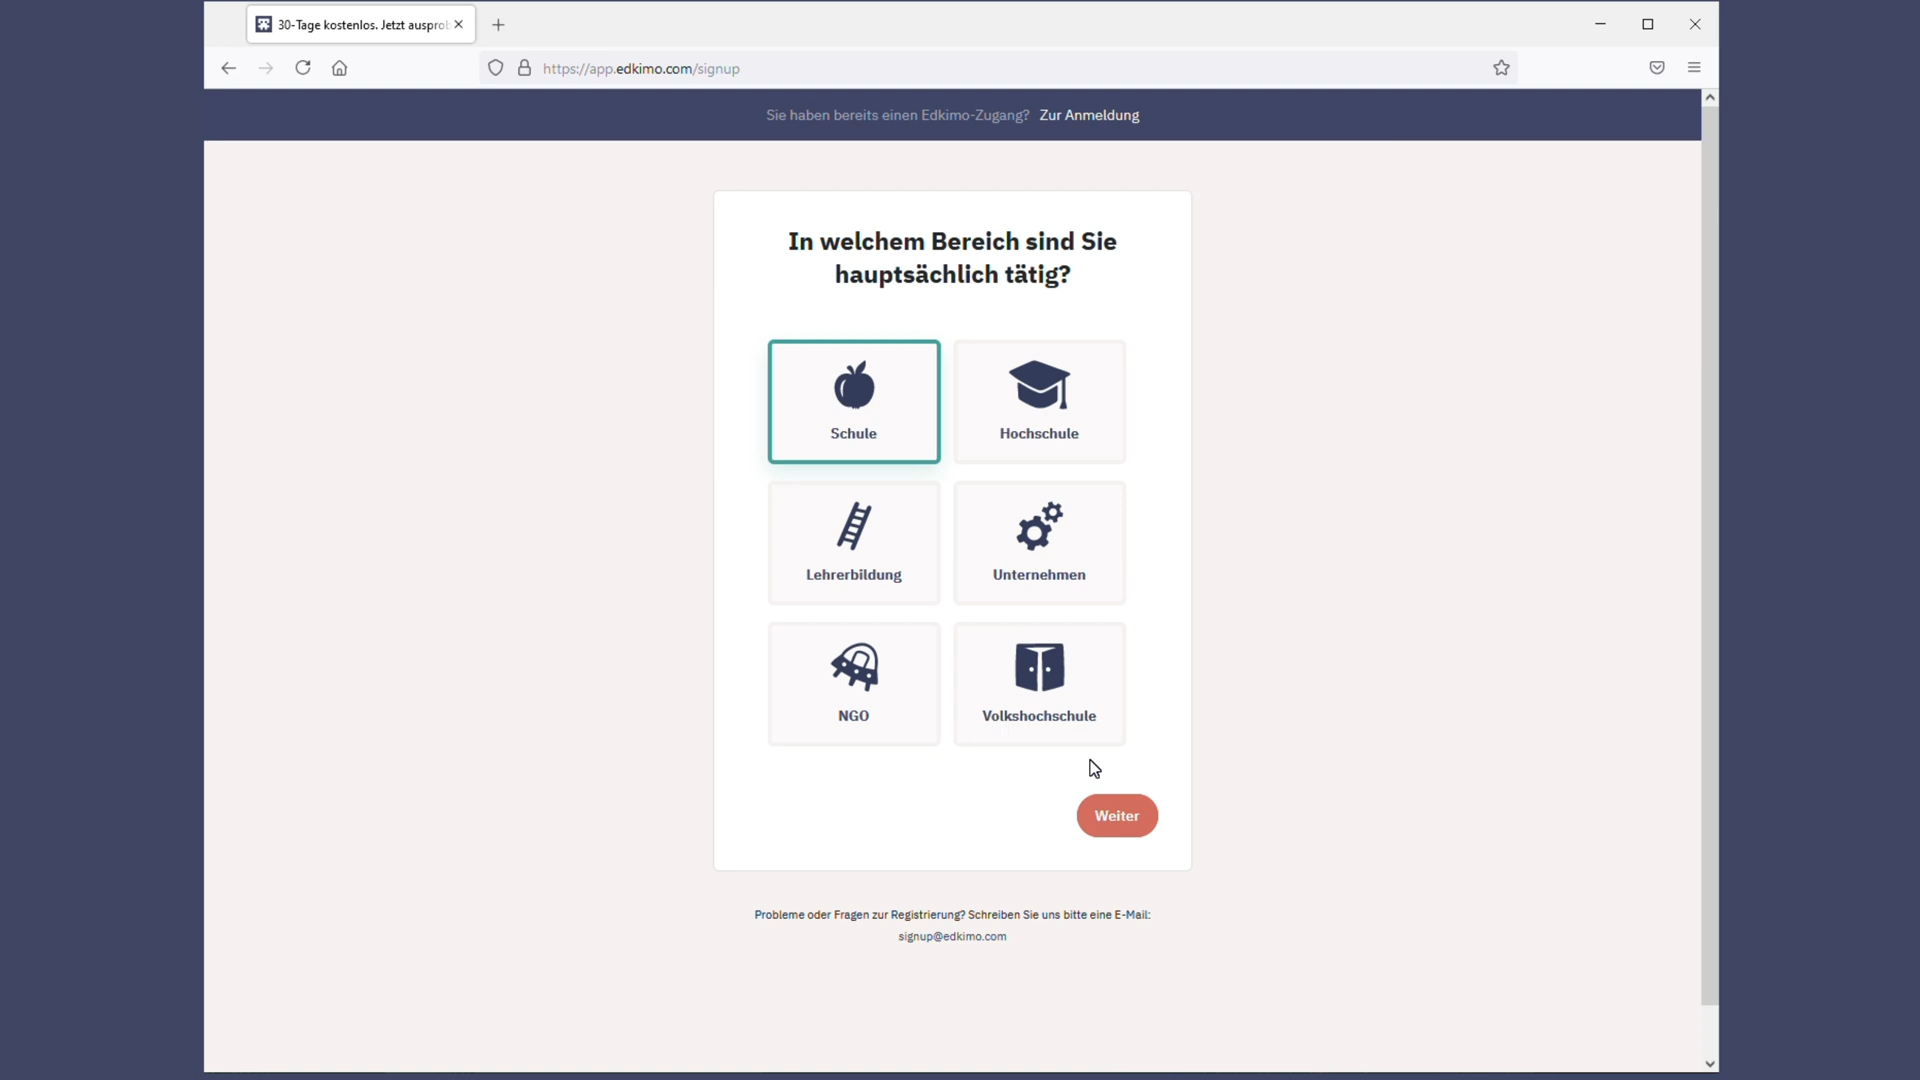 30-Tage kostenlos. Jetzt auspro
https://app.edkimo.com/signup
Sie haben bereits einen Edkimo-Zugang? Zur Anmeldung
In welchem Bereich sind Sie
hauptsächlich tätig?
Schule
Hochschule
Lehrerbildung
Unternehmen
NGO
Volkshochschule
Weiter
Probleme oder Fragen zur Registrierung? Schreiben Sie uns bitte eine E-Mail:
signup@edkimo.com